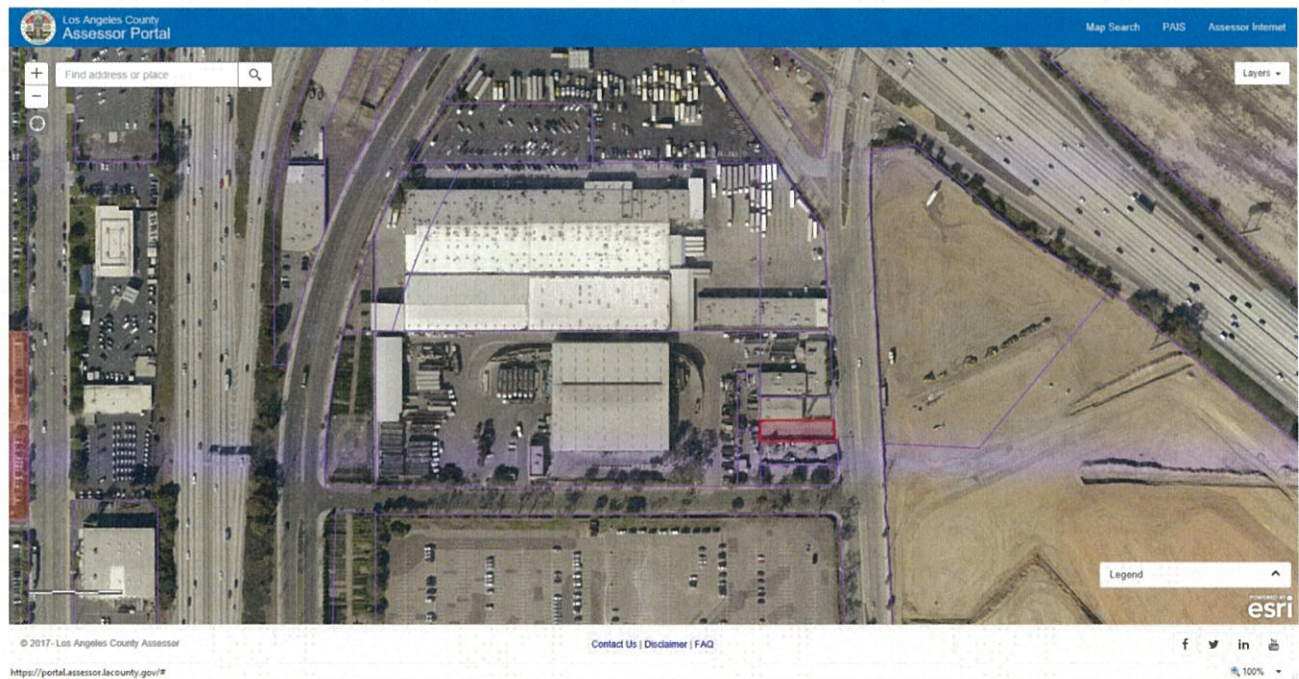 Los Angeles County
Assessor Portal
Map Search PAIS Assessor Internet
+
Find address or place
−
Layers
Legend
POWERED BY
esri
© 2017- Los Angeles County Assessor
Contact Us | Disclaimer | FAQ
https://portal.assessor.lacounty.gov/#
100%